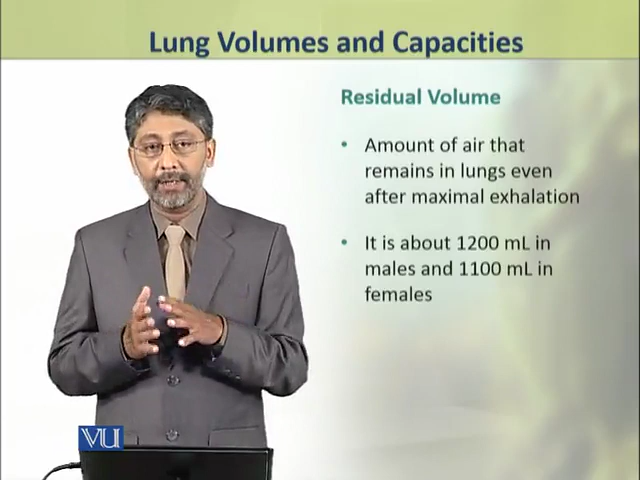 Lung Volumes and Capacities
Residual Volume
• Amount of air that
remains in lungs even
after maximal exhalation
• It is about 1200 mL in
males and 1100 mL in
females
VU